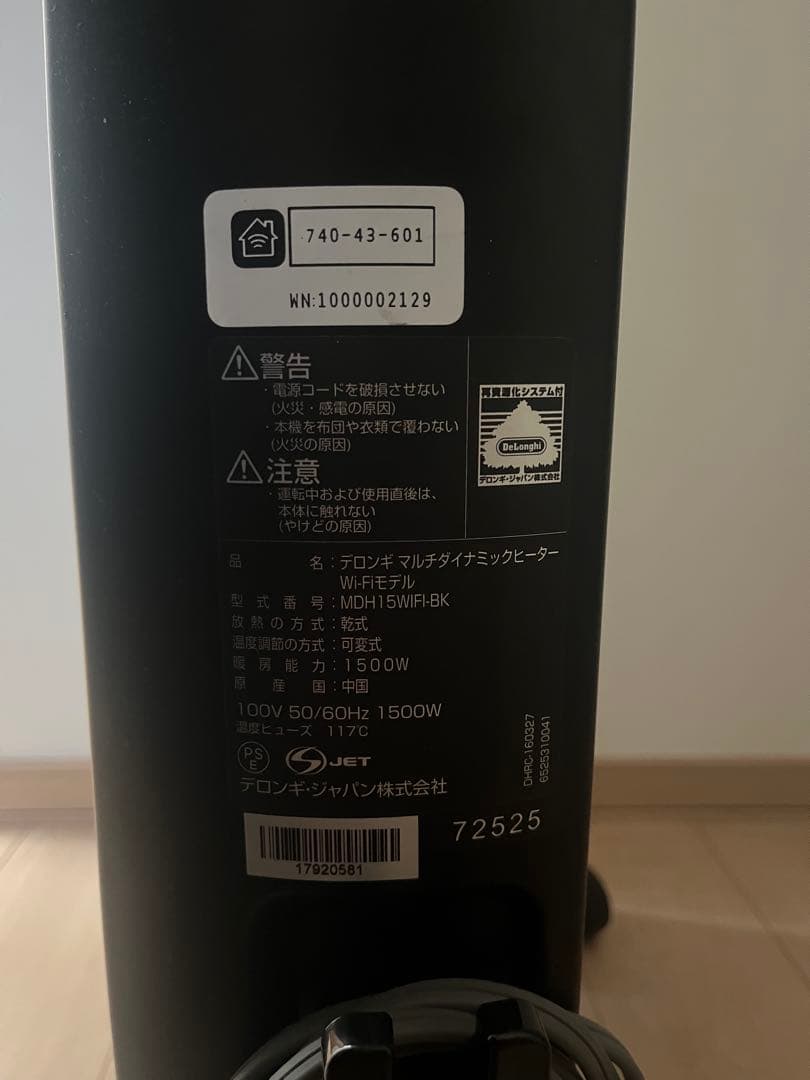 740-43-601
WN:1000002129
警告
・電源コードを破損させない
(火災・感電の原因)
・本機を布団や衣類で覆わない
(火災の原因)
注意
・運転中および使用直後は、
本体に触れない
(やけどの原因)
再資源化システム付
DeLonghi
デロンギ・ジャパン株式会社
品 名：デロンギ マルチダイナミックヒーター
Wi-Fiモデル
型式番号：MDH15WIFI-BK
放熱の方式：乾式
温度調節の方式：可変式
暖房能力：1500W
原産国：中国
100V 50/60Hz 1500W
温度ヒューズ 117℃
PS
E
S JET
デロンギ・ジャパン株式会社
DHRC-160327
6525310041
17920581
72525